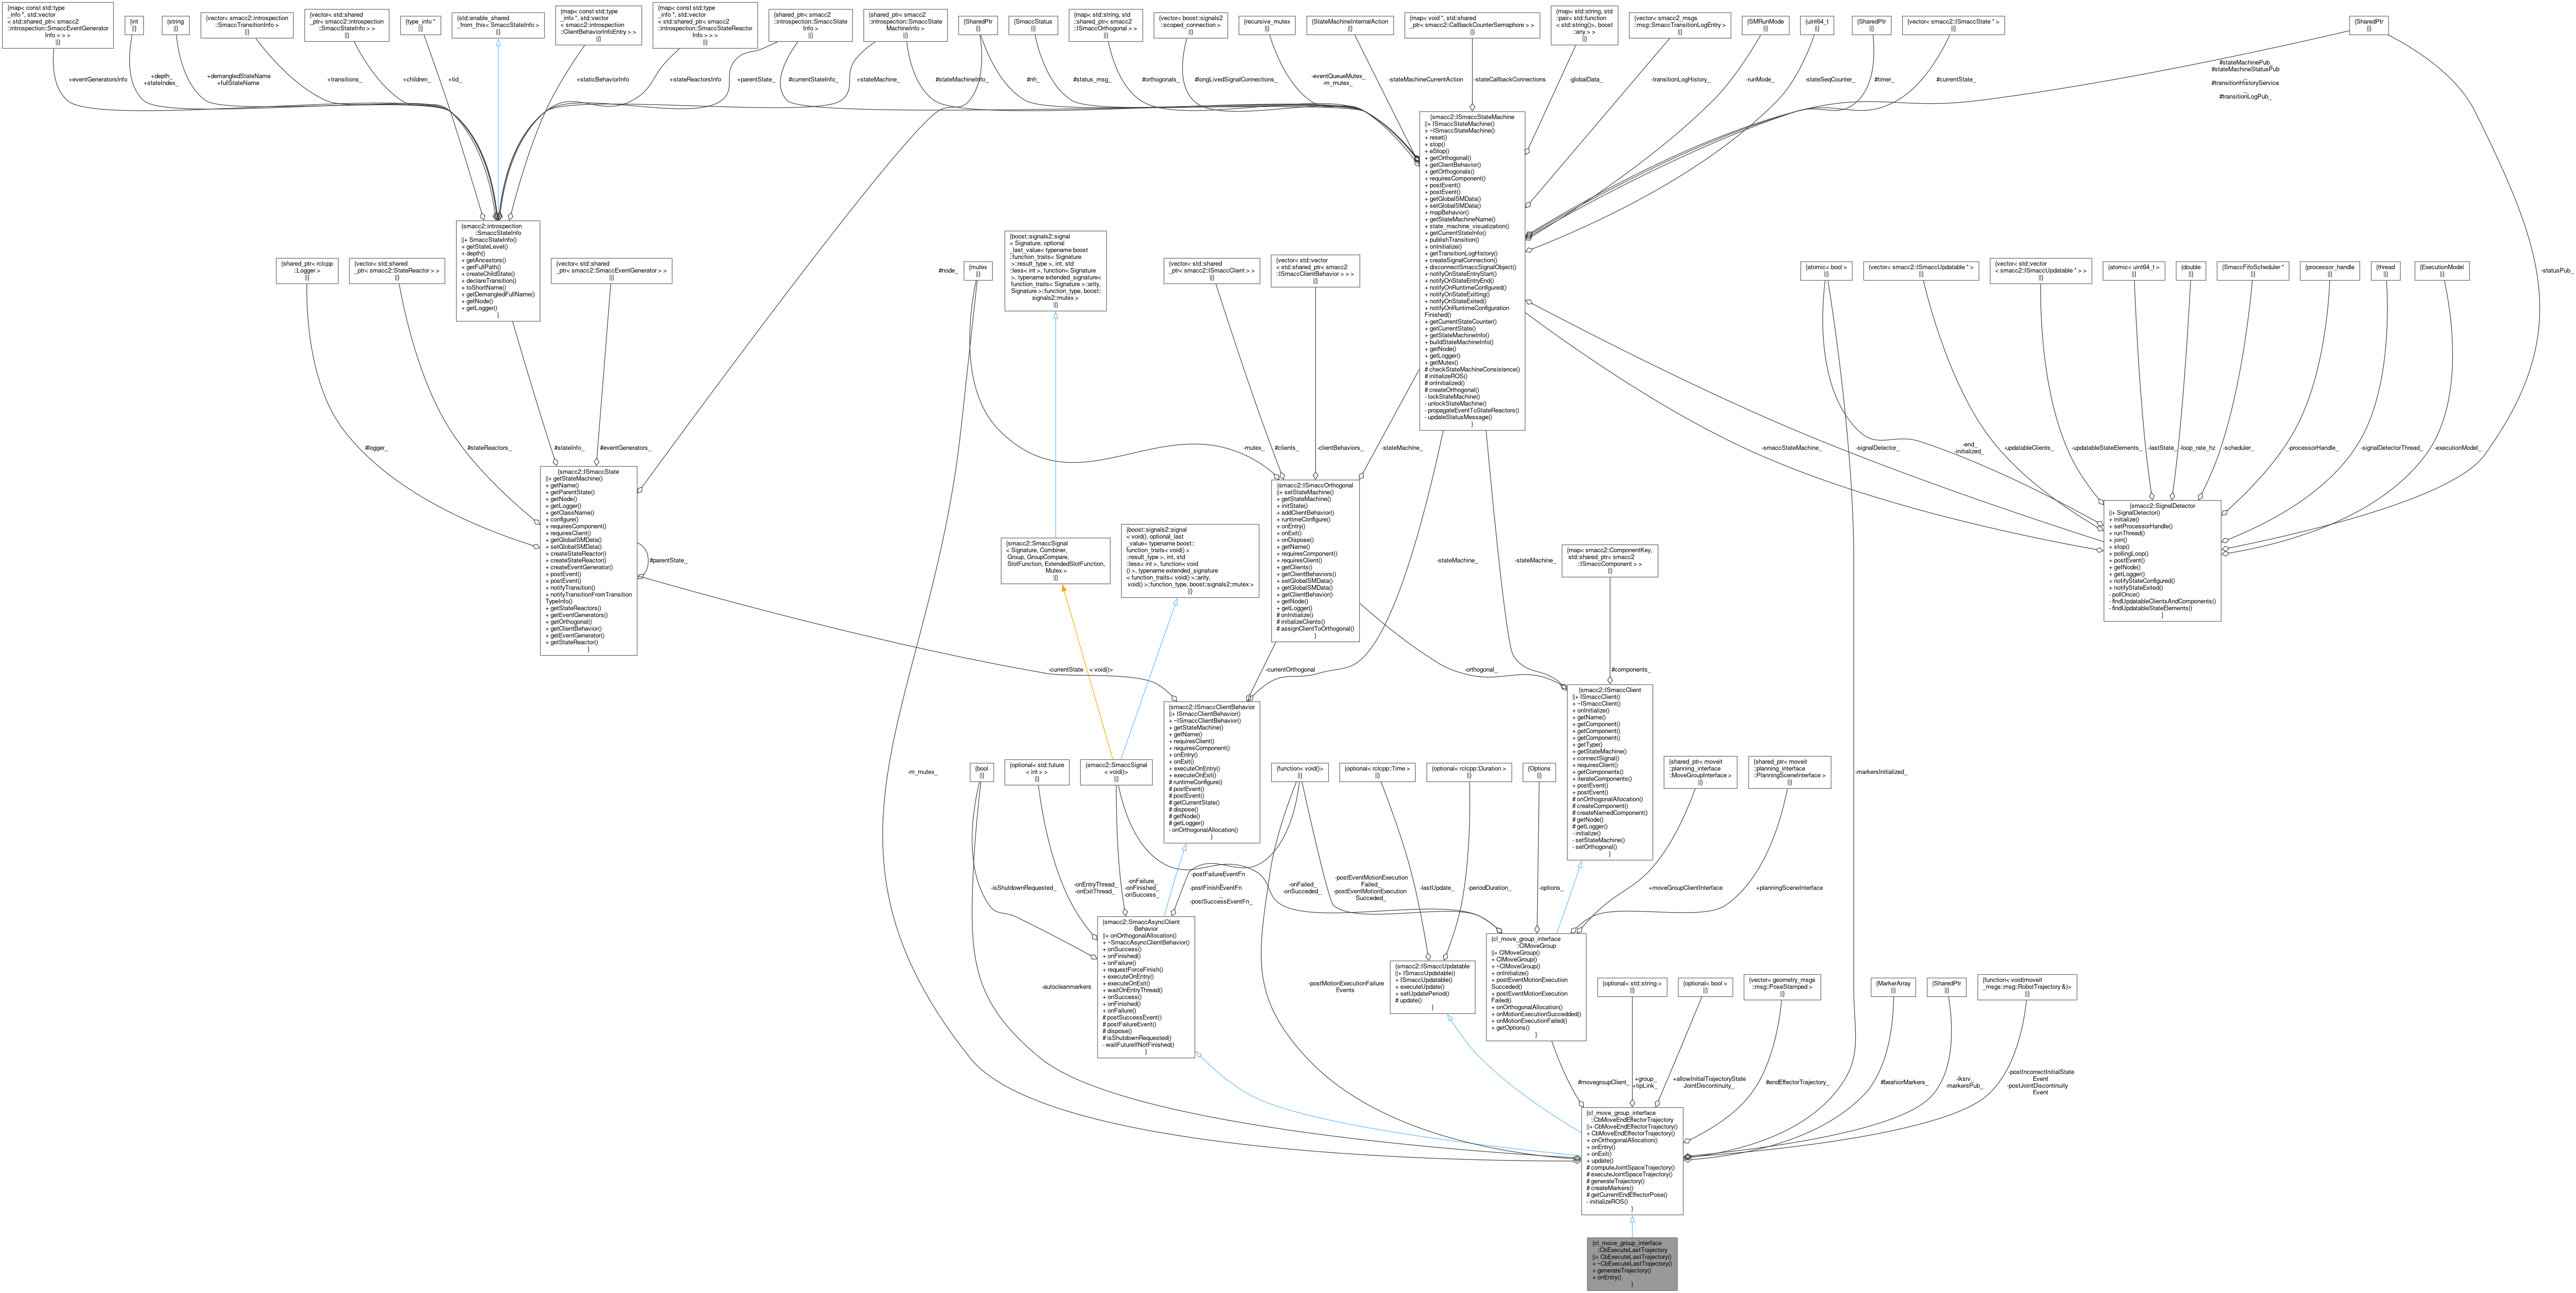 {map< const std::type
_info *, std::vector
< std::shared_ptr< smacc2
::introspection::SmaccEventGenerator
Info > > >
||}
{int
||}
{string
||}
{vector< smacc2::introspection
::SmaccTransitionInfo >
||}
{vector< std::shared
_ptr< smacc2::introspection
::SmaccStateInfo > >
||}
{type_info *
||}
{std::enable_shared
_from_this< SmaccStateInfo >
||}
{map< const std::type
_info *, std::vector
< smacc2::introspection
::ClientBehaviorInfoEntry > >
||}
{map< const std::type
_info *, std::vector
< std::shared_ptr< smacc2
::introspection::SmaccStateReactor
Info > > >
||}
{shared_ptr< smacc2
::introspection::SmaccState
Info >
||}
{shared_ptr< smacc2
::introspection::SmaccState
MachineInfo >
||}
{SharedPtr
||}
{SmaccStatus
||}
{map< std::string, std
::shared_ptr< smacc2
::ISmaccOrthogonal > >
||}
{vector< boost::signals2
::scoped_connection >
||}
{recursive_mutex
||}
{StateMachineInternalAction
||}
{map< void *, std::shared
_ptr< smacc2::CallbackCounterSemaphore > >
||}
{map< std::string, std
::pair< std::function
< std::string()>, boost
::any > >
||}
{vector< smacc2_msgs
::msg::SmaccTransitionLogEntry >
||}
{SMRunMode
||}
{uint64_t
||}
{SharedPtr
||}
{vector< smacc2::ISmaccState * >
||}
{SharedPtr
||}
+eventGeneratorsInfo
+depth_
+stateIndex_
+demangledStateName
+fullStateName
+transitions_
+children_
+tid_
+staticBehaviorInfo
+stateReactorsInfo
+parentState_
#currentStateInfo_
+stateMachine_
#stateMachineInfo_
#nh_
#status_msg_
#orthogonals_
#longLivedSignalConnections_
-eventQueueMutex_
-m_mutex_
-stateMachineCurrentAction
-stateCallbackConnections
-globalData_
-transitionLogHistory_
-runMode_
-stateSeqCounter_
#timer_
#currentState_
#stateMachinePub_
#stateMachineStatusPub
_
#transitionHistoryService
_
#transitionLogPub_
{smacc2::ISmaccStateMachine
||+ ISmaccStateMachine()
+ ~ISmaccStateMachine()
+ reset()
+ stop()
+ eStop()
+ getOrthogonal()
+ getClientBehavior()
+ getOrthogonals()
+ requiresComponent()
+ postEvent()
+ postEvent()
+ getGlobalSMData()
+ setGlobalSMData()
+ mapBehavior()
+ getStateMachineName()
+ state_machine_visualization()
+ getCurrentStateInfo()
+ publishTransition()
+ onInitialize()
+ getTransitionLogHistory()
+ createSignalConnection()
+ disconnectSmaccSignalObject()
+ notifyOnStateEntryStart()
+ notifyOnStateEntryEnd()
+ notifyOnRuntimeConfigured()
+ notifyOnStateExitting()
+ notifyOnStateExited()
+ notifyOnRuntimeConfiguration
Finished()
+ getCurrentStateCounter()
+ getCurrentState()
+ getStateMachineInfo()
+ buildStateMachineInfo()
+ getNode()
+ getLogger()
+ getMutex()
# checkStateMachineConsistence()
# initializeROS()
# onInitialized()
# createOrthogonal()
- lockStateMachine()
- unlockStateMachine()
- propagateEventToStateReactors()
- updateStatusMessage()
}
{smacc2::introspection
::SmaccStateInfo
||+ SmaccStateInfo()
+ getStateLevel()
+ depth()
+ getAncestors()
+ getFullPath()
+ createChildState()
+ declareTransition()
+ toShortName()
+ getDemangledFullName()
+ getNode()
+ getLogger()
}
{shared_ptr< rclcpp
::Logger >
||}
{vector< std::shared
_ptr< smacc2::StateReactor > >
||}
{vector< std::shared
_ptr< smacc2::SmaccEventGenerator > >
||}
#node_
{mutex
||}
{boost::signals2::signal
< Signature, optional
_last_value< typename boost
::function_traits< Signature
>::result_type >, int, std
::less< int >, function< Signature
>, typename extended_signature<
function_traits< Signature >::arity,
Signature >::function_type, boost::
signals2::mutex >
||}
{vector< std::shared
_ptr< smacc2::ISmaccClient > >
||}
{vector< std::vector
< std::shared_ptr< smacc2
::ISmaccClientBehavior > > >
||}
{atomic< bool >
||}
{vector< smacc2::ISmaccUpdatable * >
||}
{vector< std::vector
< smacc2::ISmaccUpdatable * > >
||}
{atomic< uint64_t >
||}
{double
||}
{SmaccFifoScheduler *
||}
{processor_handle
||}
{thread
||}
{ExecutionModel
||}
-statusPub_
#logger_
#stateReactors_
#stateInfo_
#eventGenerators_
-mutex_
#clients_
-clientBehaviors_
-stateMachine_
-smaccStateMachine_
-signalDetector_
-end_
-initialized_
-updatableClients_
-updatableStateElements_
-lastState_
-loop_rate_hz
-scheduler_
-processorHandle_
-signalDetectorThread_
-executionModel_
{smacc2::ISmaccState
||+ getStateMachine()
+ getName()
+ getParentState()
+ getNode()
+ getLogger()
+ getClassName()
+ configure()
+ requiresComponent()
+ requiresClient()
+ getGlobalSMData()
+ setGlobalSMData()
+ createStateReactor()
+ createStateReactor()
+ createEventGenerator()
+ postEvent()
+ postEvent()
+ notifyTransition()
+ notifyTransitionFromTransition
TypeInfo()
+ getStateReactors()
+ getEventGenerators()
+ getOrthogonal()
+ getClientBehavior()
+ getEventGenerator()
+ getStateReactor()
}
#parentState_
{smacc2::SmaccSignal
< Signature, Combiner,
Group, GroupCompare,
SlotFunction, ExtendedSlotFunction,
Mutex >
||}
{boost::signals2::signal
< void(), optional_last
_value< typename boost::
function_traits< void() >
::result_type >, int, std
::less< int >, function< void
() >, typename extended_signature
< function_traits< void() >::arity,
void() >::function_type, boost::signals2::mutex >
||}
{smacc2::ISmaccOrthogonal
||+ setStateMachine()
+ getStateMachine()
+ initState()
+ addClientBehavior()
+ runtimeConfigure()
+ onEntry()
+ onExit()
+ onDispose()
+ getName()
+ requiresComponent()
+ requiresClient()
+ getClients()
+ getClientBehaviors()
+ setGlobalSMData()
+ getGlobalSMData()
+ getClientBehavior()
+ getNode()
+ getLogger()
# onInitialize()
# initializeClients()
# assignClientToOrthogonal()
}
-stateMachine_
-stateMachine_
{map< smacc2::ComponentKey,
std::shared_ptr< smacc2
::ISmaccComponent > >
||}
{smacc2::SignalDetector
||+ SignalDetector()
+ initialize()
+ setProcessorHandle()
+ runThread()
+ join()
+ stop()
+ pollingLoop()
+ postEvent()
+ getNode()
+ getLogger()
+ notifyStateConfigured()
+ notifyStateExited()
- pollOnce()
- findUpdatableClientsAndComponents()
- findUpdatableStateElements()
}
-currentState
< void()>
-currentOrthogonal
-orthogonal_
#components_
{smacc2::ISmaccClientBehavior
||+ ISmaccClientBehavior()
+ ~ISmaccClientBehavior()
+ getStateMachine()
+ getName()
+ requiresClient()
+ requiresComponent()
+ onEntry()
+ onExit()
+ executeOnEntry()
+ executeOnExit()
# runtimeConfigure()
# postEvent()
# postEvent()
# getCurrentState()
# dispose()
# getNode()
# getLogger()
- onOrthogonalAllocation()
}
{smacc2::ISmaccClient
||+ ISmaccClient()
+ ~ISmaccClient()
+ onInitialize()
+ getName()
+ getComponent()
+ getComponent()
+ getComponent()
+ getType()
+ getStateMachine()
+ connectSignal()
+ requiresClient()
+ getComponents()
+ iterateComponents()
+ postEvent()
+ postEvent()
# onOrthogonalAllocation()
# createComponent()
# createNamedComponent()
# getNode()
# getLogger()
- initialize()
- setStateMachine()
- setOrthogonal()
}
-m_mutex_
{bool
||}
{optional< std::future
< int > >
||}
{smacc2::SmaccSignal
< void()>
||}
{function< void()>
||}
{optional< rclcpp::Time >
||}
{optional< rclcpp::Duration >
||}
{Options
||}
{shared_ptr< moveit
::planning_interface
::MoveGroupInterface >
||}
{shared_ptr< moveit
::planning_interface
::PlanningSceneInterface >
||}
-markersInitialized_
-isShutdownRequested_
-onEntryThread_
-onExitThread_
-onFailure_
-onFinished_
-onSuccess_
-postFailureEventFn
_
-postFinishEventFn
_
-postSuccessEventFn_
-onFailed_
-onSucceded_
-postEventMotionExecution
Failed_
-postEventMotionExecution
Succeded_
-lastUpdate_
-periodDuration_
-options_
+moveGroupClientInterface
+planningSceneInterface
{smacc2::SmaccAsyncClient
Behavior
||+ onOrthogonalAllocation()
+ ~SmaccAsyncClientBehavior()
+ onSuccess()
+ onFinished()
+ onFailure()
+ requestForceFinish()
+ executeOnEntry()
+ executeOnExit()
+ waitOnEntryThread()
+ onSuccess()
+ onFinished()
+ onFailure()
# postSuccessEvent()
# postFailureEvent()
# dispose()
# isShutdownRequested()
- waitFutureIfNotFinished()
}
-autocleanmarkers
-postMotionExecutionFailure
Events
{smacc2::ISmaccUpdatable
||+ ISmaccUpdatable()
+ ISmaccUpdatable()
+ executeUpdate()
+ setUpdatePeriod()
# update()
}
{cl_move_group_interface
::ClMoveGroup
||+ ClMoveGroup()
+ ClMoveGroup()
+ ~ClMoveGroup()
+ onInitialize()
+ postEventMotionExecution
Succeded()
+ postEventMotionExecution
Failed()
+ onOrthogonalAllocation()
+ onMotionExecutionSuccedded()
+ onMotionExecutionFailed()
+ getOptions()
}
{optional< std::string >
||}
{optional< bool >
||}
{vector< geometry_msgs
::msg::PoseStamped >
||}
{MarkerArray
||}
{SharedPtr
||}
{function< void(moveit
_msgs::msg::RobotTrajectory &)>
||}
#movegroupClient_
+group_
+tipLink_
+allowInitialTrajectoryState
JointDiscontinuity_
#endEffectorTrajectory_
#beahiorMarkers_
-iksrv_
-markersPub_
-postIncorrectInitialState
Event
-postJointDiscontinuity
Event
{cl_move_group_interface
::CbMoveEndEffectorTrajectory
||+ CbMoveEndEffectorTrajectory()
+ CbMoveEndEffectorTrajectory()
+ onOrthogonalAllocation()
+ onEntry()
+ onExit()
+ update()
# computeJointSpaceTrajectory()
# executeJointSpaceTrajectory()
# generateTrajectory()
# createMarkers()
# getCurrentEndEffectorPose()
- initializeROS()
}
{cl_move_group_interface
::CbExecuteLastTrajectory
||+ CbExecuteLastTrajectory()
+ ~CbExecuteLastTrajectory()
+ generateTrajectory()
+ onEntry()
}